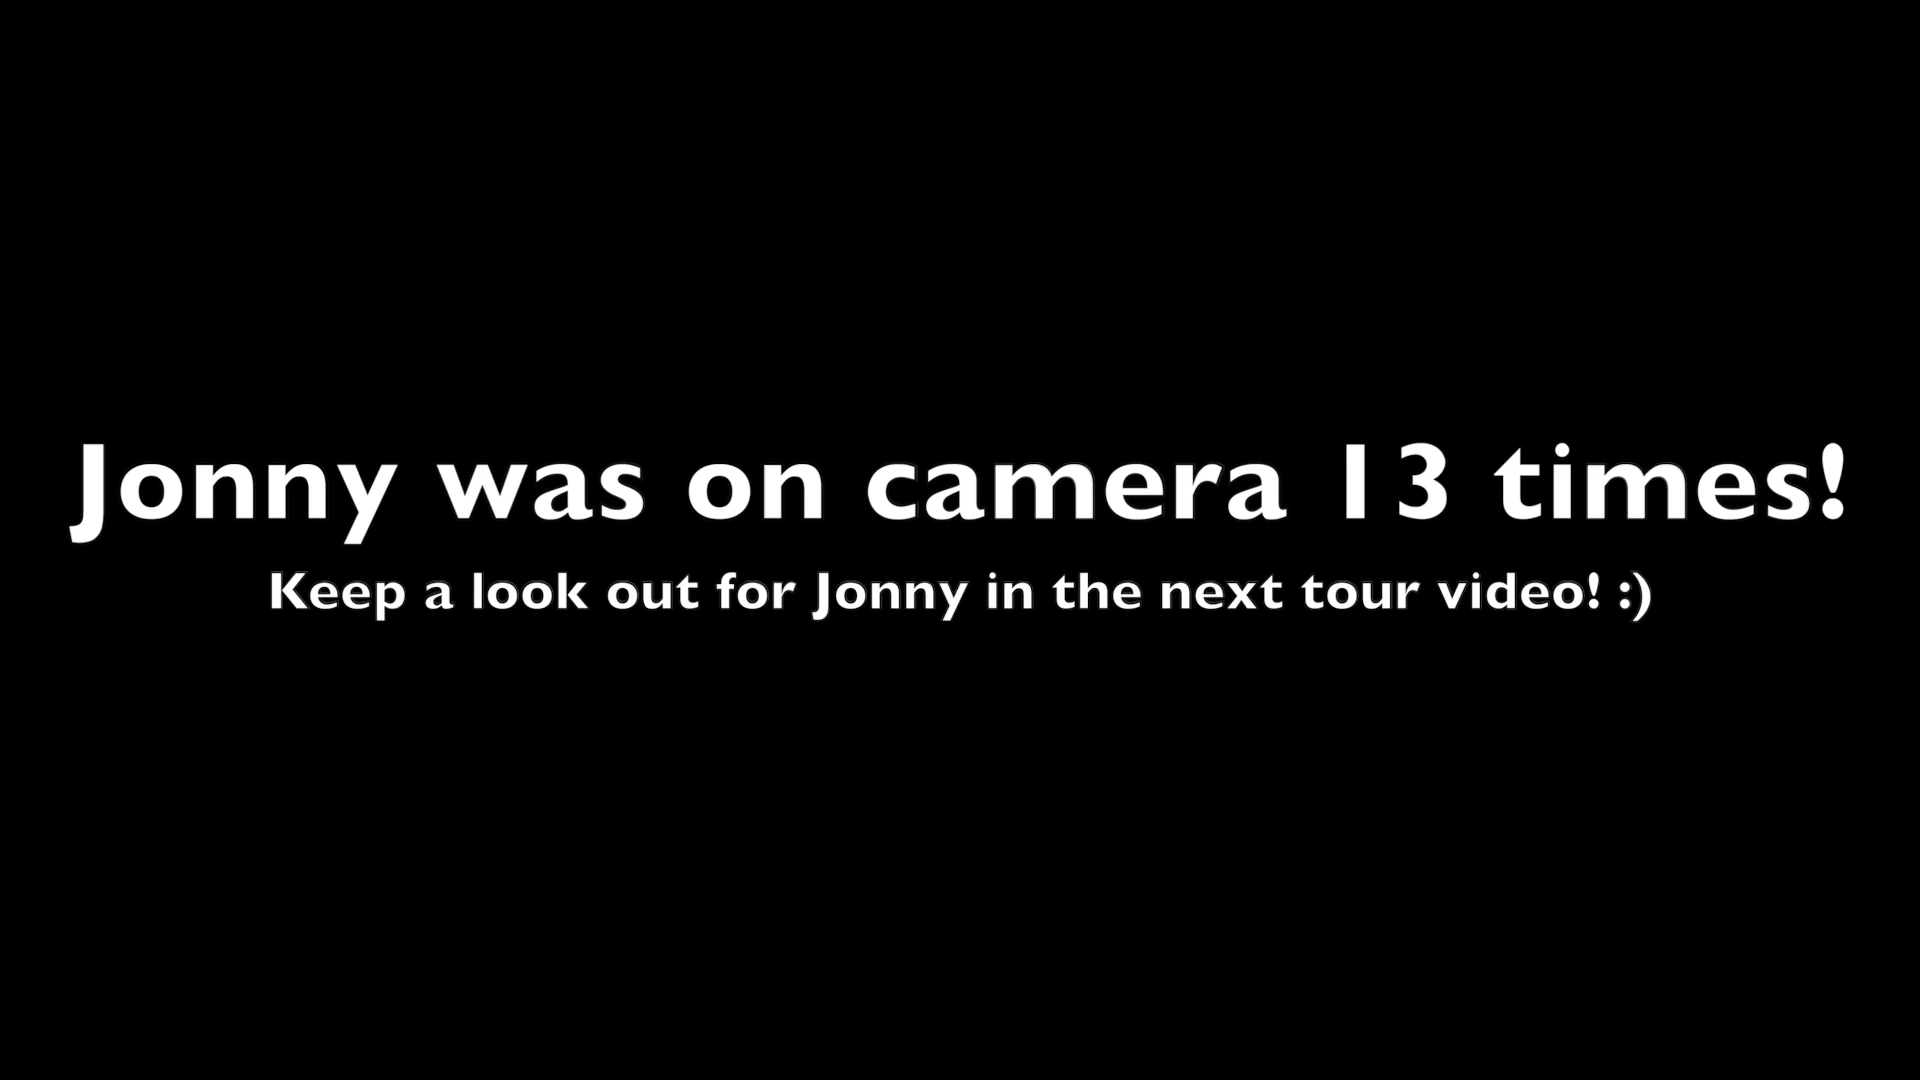 Jonny was on camera 13 times!
Keep a look out for Jonny in the next tour video! :)